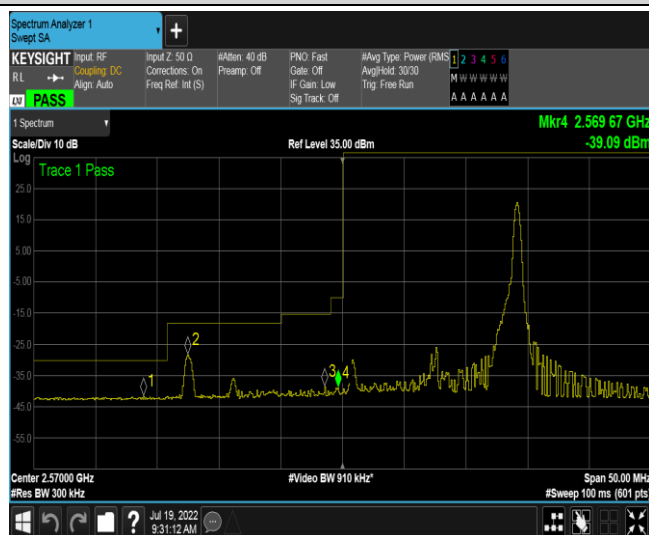 Spectrum Analyzer 1
Swept SA
+
KEYSIGHT
RL
LXI PASS
Input: RF
Coupling: DC
Align: Auto
Input Z: 50 Ω
Corrections: On
Freq Ref: Int (S)
#Atten: 40 dB
Preamp: Off
PNO: Fast
Gate: Off
IF Gain: Low
Sig Track: Off
#Avg Type: Power (RMS
Avg|Hold: 30/30
Trig: Free Run
1 2 3 4 5 6
M W W W W W
A A A A A A
1 Spectrum
Mkr4 2.569 67 GHz
Scale/Div 10 dB
Ref Level 35.00 dBm
-39.09 dBm
Log
Trace 1 Pass
25.0
15.0
5.00
-5.00
-15.0
-25.0
-35.0
-45.0
-55.0
1
2
3
4
Center 2.57000 GHz
#Video BW 910 kHz*
Span 50.00 MHz
#Res BW 300 kHz
#Sweep 100 ms (601 pts)
?
Jul 19, 2022
9:31:12 AM